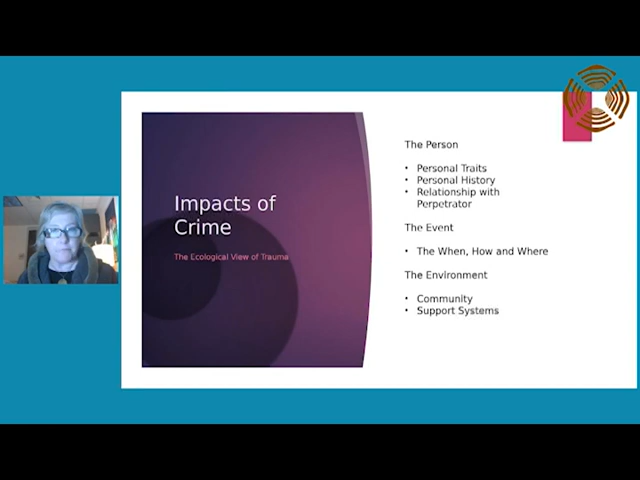 Impacts of
Crime
The Ecological View of Trauma
The Person
• Personal Traits
• Personal History
• Relationship with
Perpetrator
The Event
• The When, How and Where
The Environment
• Community
• Support Systems